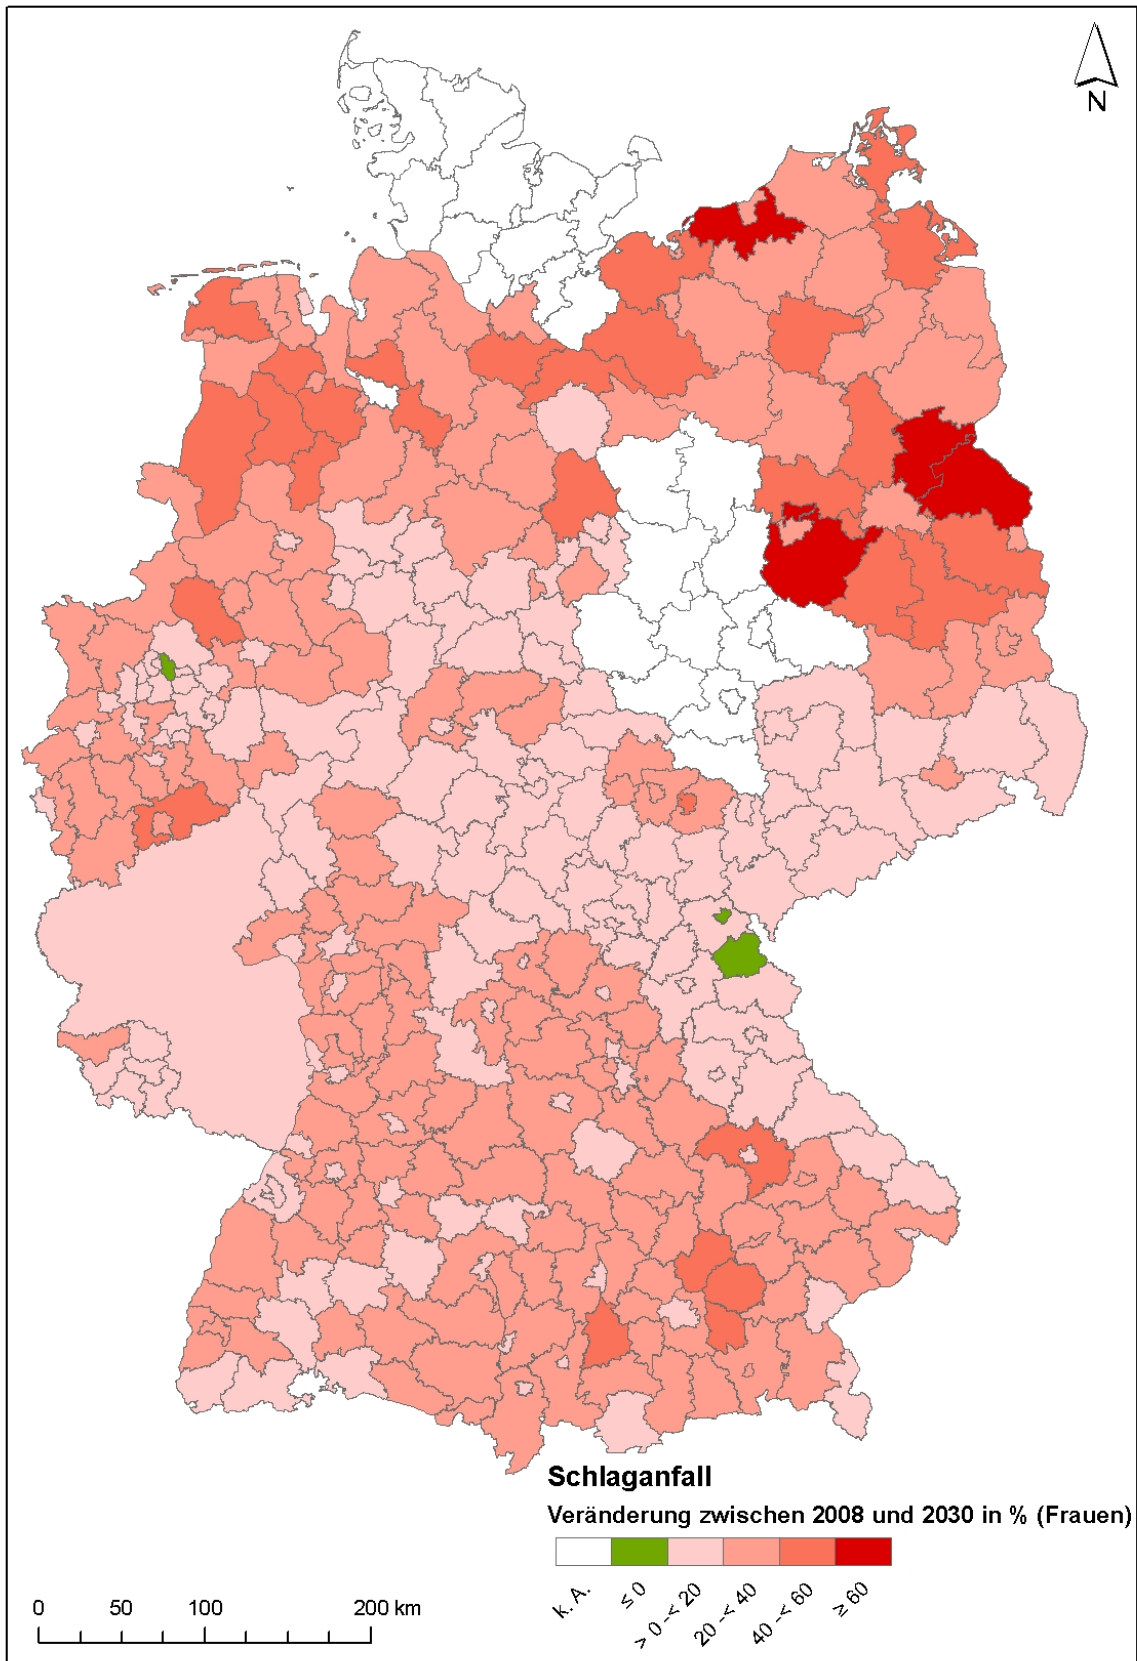 N
Schlaganfall
Veränderung zwischen 2008 und 2030 in % (Frauen)
k. A.
≤ 0
> 0 -< 20
20 -< 40
40 -< 60
≥ 60
0 50 100 200 km